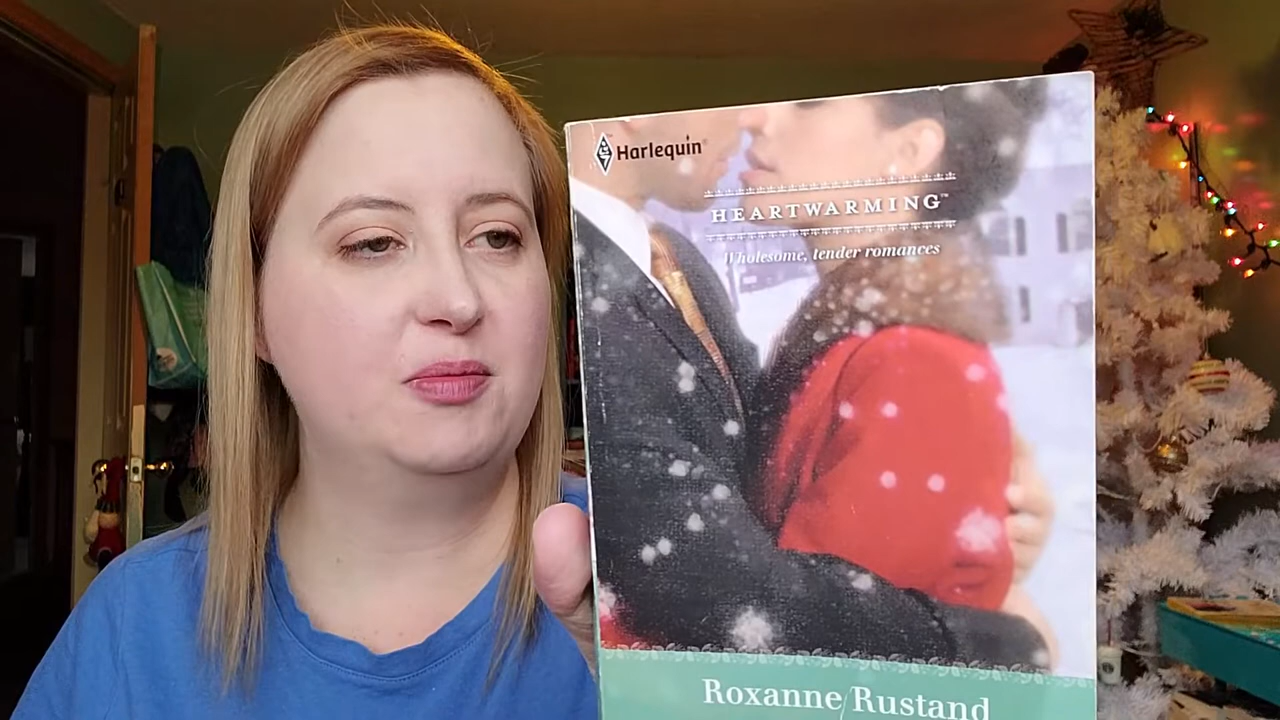 Harlequin®
HEARTWARMING™
Wholesome, tender romances
Roxanne Rustand